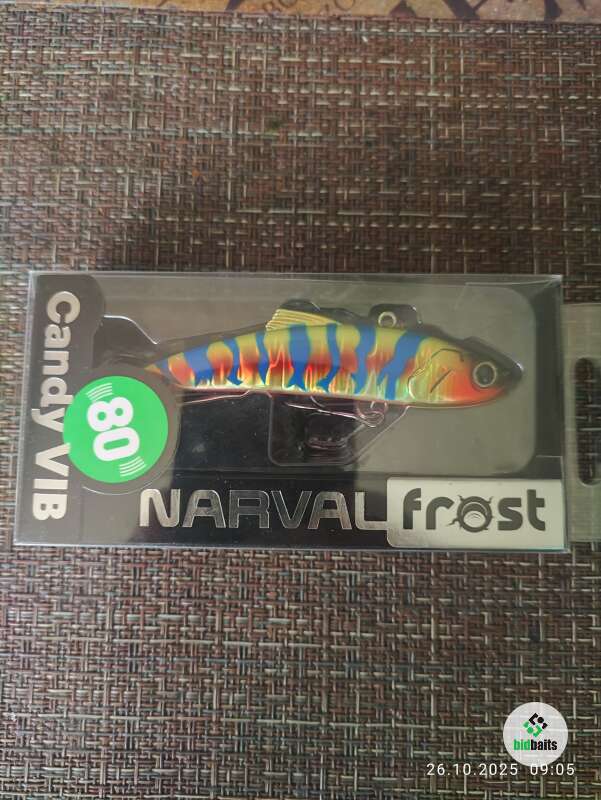 Candy VIB
80
NARVAL frost
bidbaits
26.10.2025 09:05